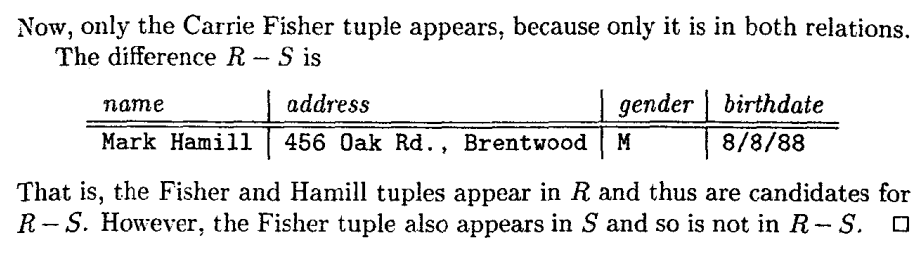 Now, only the Carrie Fisher tuple appears, because only it is in both relations.
The difference R − S is
name address gender birthdate
Mark Hamill 456 Oak Rd., Brentwood M 8/8/88
That is, the Fisher and Hamill tuples appear in R and thus are candidates for
R − S. However, the Fisher tuple also appears in S and so is not in R − S. □